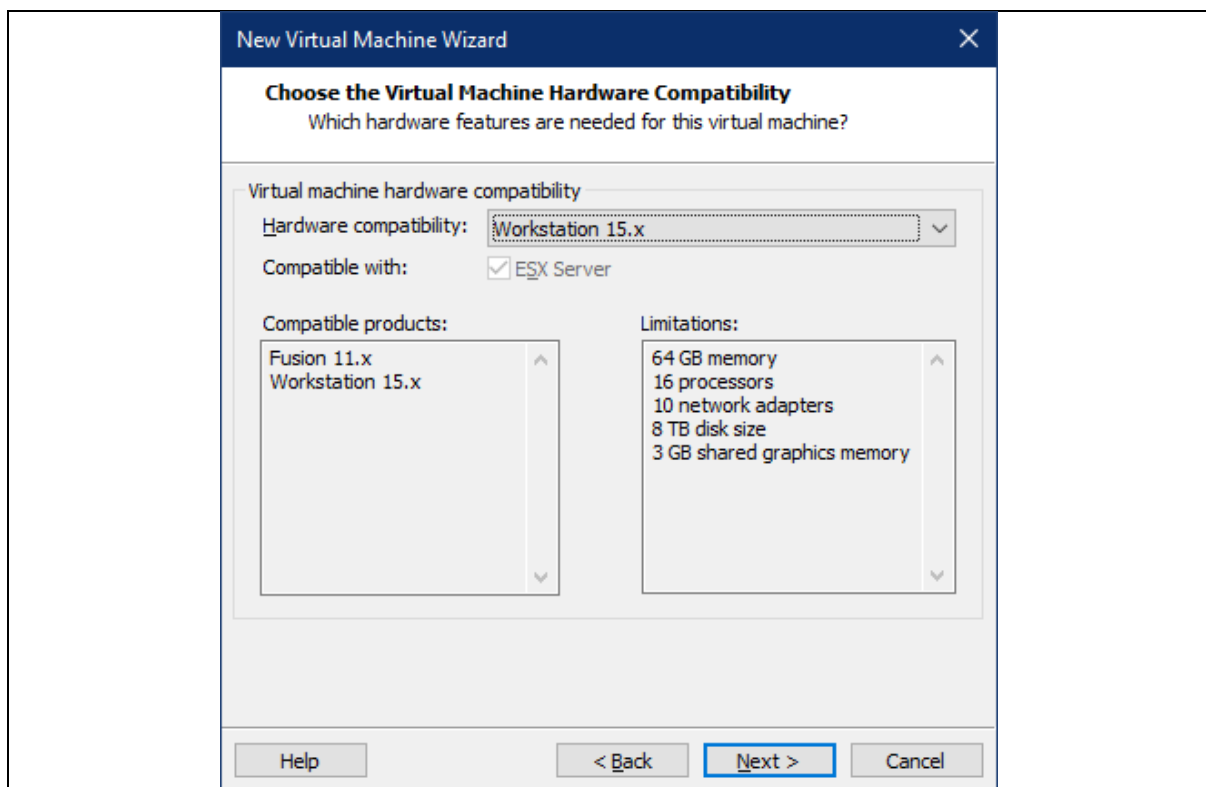 New Virtual Machine Wizard
Choose the Virtual Machine Hardware Compatibility
Which hardware features are needed for this virtual machine?
Virtual machine hardware compatibility
Hardware compatibility: Workstation 15.x
Compatible with: ESX Server
Compatible products:
Fusion 11.x
Workstation 15.x
Limitations:
64 GB memory
16 processors
10 network adapters
8 TB disk size
3 GB shared graphics memory
Help < Back Next > Cancel